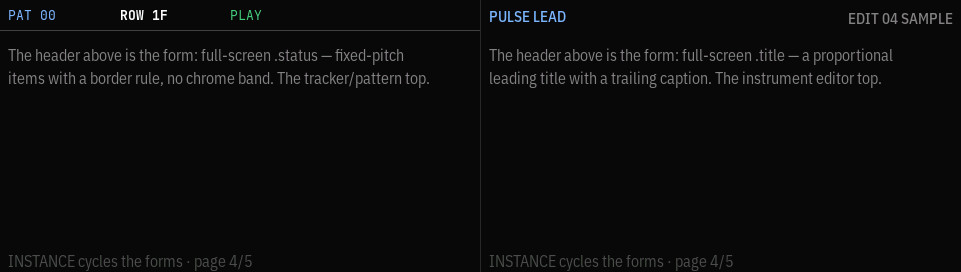 PAT 00 ROW 1F PLAY
The header above is the form: full-screen .status — fixed-pitch
items with a border rule, no chrome band. The tracker/pattern top.
INSTANCE cycles the forms · page 4/5
PULSE LEAD EDIT 04 SAMPLE
The header above is the form: full-screen .title — a proportional
leading title with a trailing caption. The instrument editor top.
INSTANCE cycles the forms · page 4/5